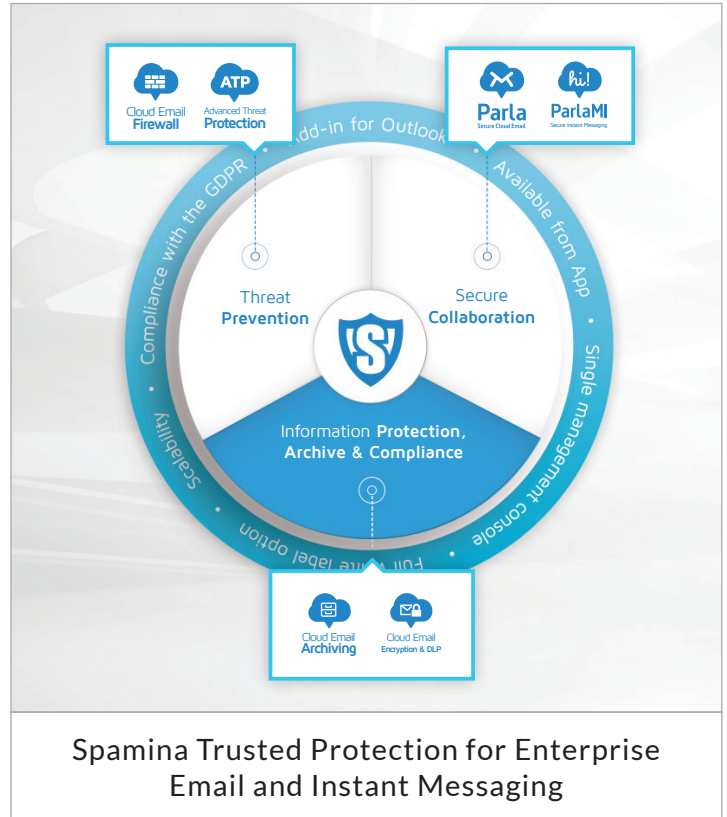 Cloud Email
Firewall
ATP
Advanced Threat
Protection
Parla
Secure Cloud Email
hi!
ParlaMI
Secure Instant Messaging
Compliance with the GDPR • Add-in for Outlook • Available from App • Single management console • Full white label option • Scalability •
Threat
Prevention
Secure
Collaboration
S
Information Protection,
Archive & Compliance
Cloud Email
Archiving
Cloud Email
Encryption & DLP
Spamina Trusted Protection for Enterprise
Email and Instant Messaging